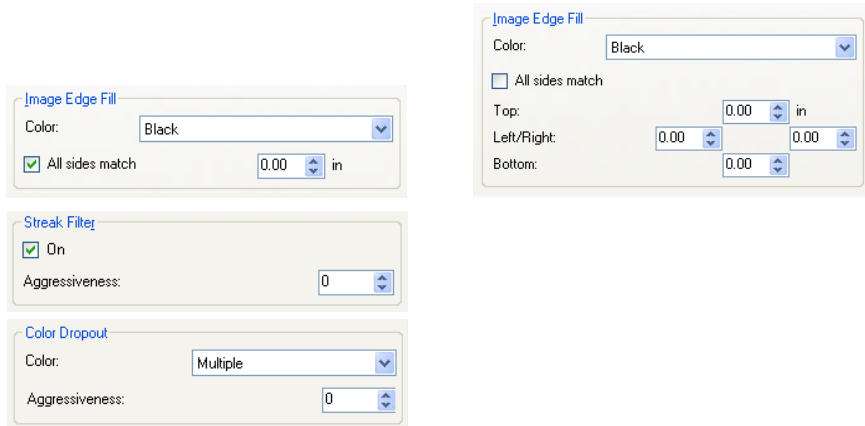 Image Edge Fill
Color: Black
All sides match 0.00 in
Streak Filter
On
Aggressiveness: 0
Color Dropout
Color: Multiple
Aggressiveness: 0
Image Edge Fill
Color: Black
All sides match
Top: 0.00 in
Left/Right: 0.00 0.00
Bottom: 0.00